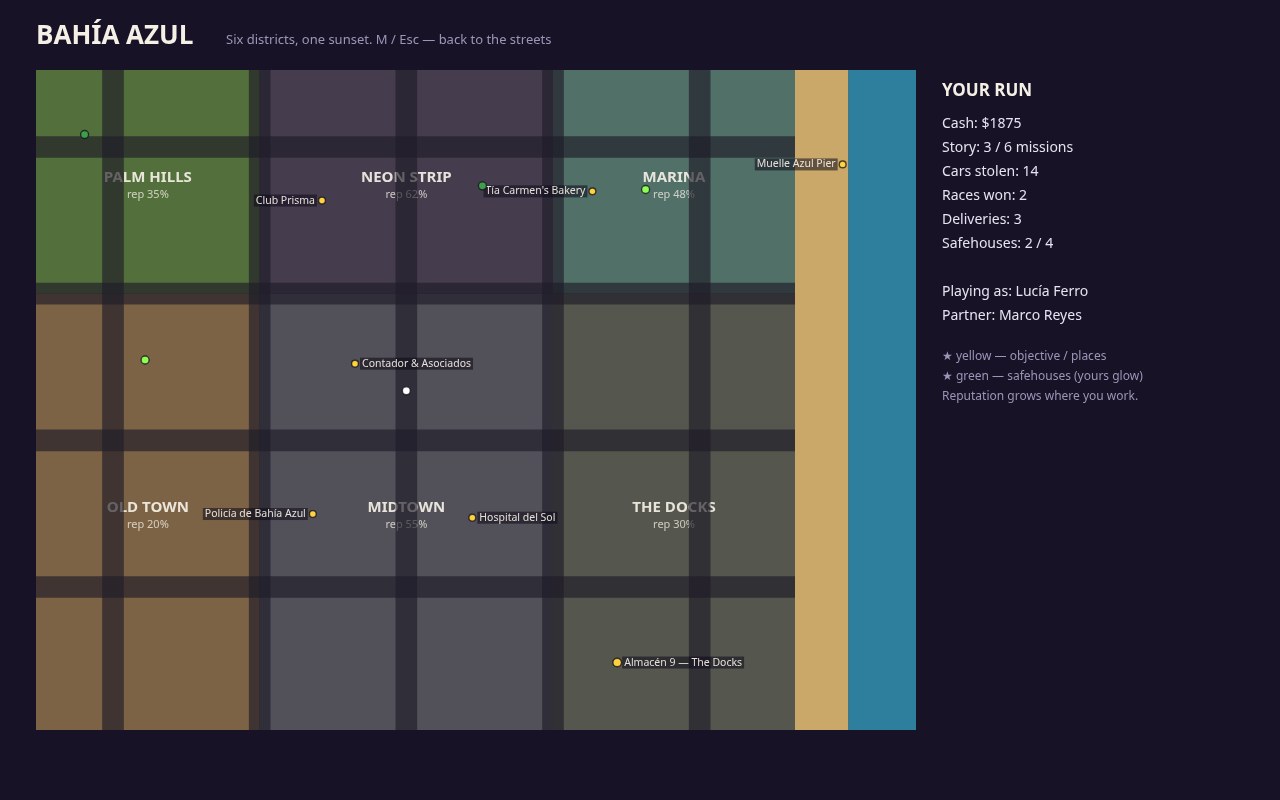 BAHÍA AZUL
Six districts, one sunset. M / Esc — back to the streets
PALM HILLS
rep 35%
NEON STRIP
rep 62%
MARINA
rep 48%
Muelle Azul Pier
Club Prisma
Tía Carmen's Bakery
Contador & Asociados
OLD TOWN
rep 20%
Policía de Bahía Azul
MIDTOWN
rep 55%
Hospital del Sol
THE DOCKS
rep 30%
Almacén 9 — The Docks
YOUR RUN
Cash: $1875
Story: 3 / 6 missions
Cars stolen: 14
Races won: 2
Deliveries: 3
Safehouses: 2 / 4
Playing as: Lucía Ferro
Partner: Marco Reyes
★ yellow — objective / places
★ green — safehouses (yours glow)
Reputation grows where you work.